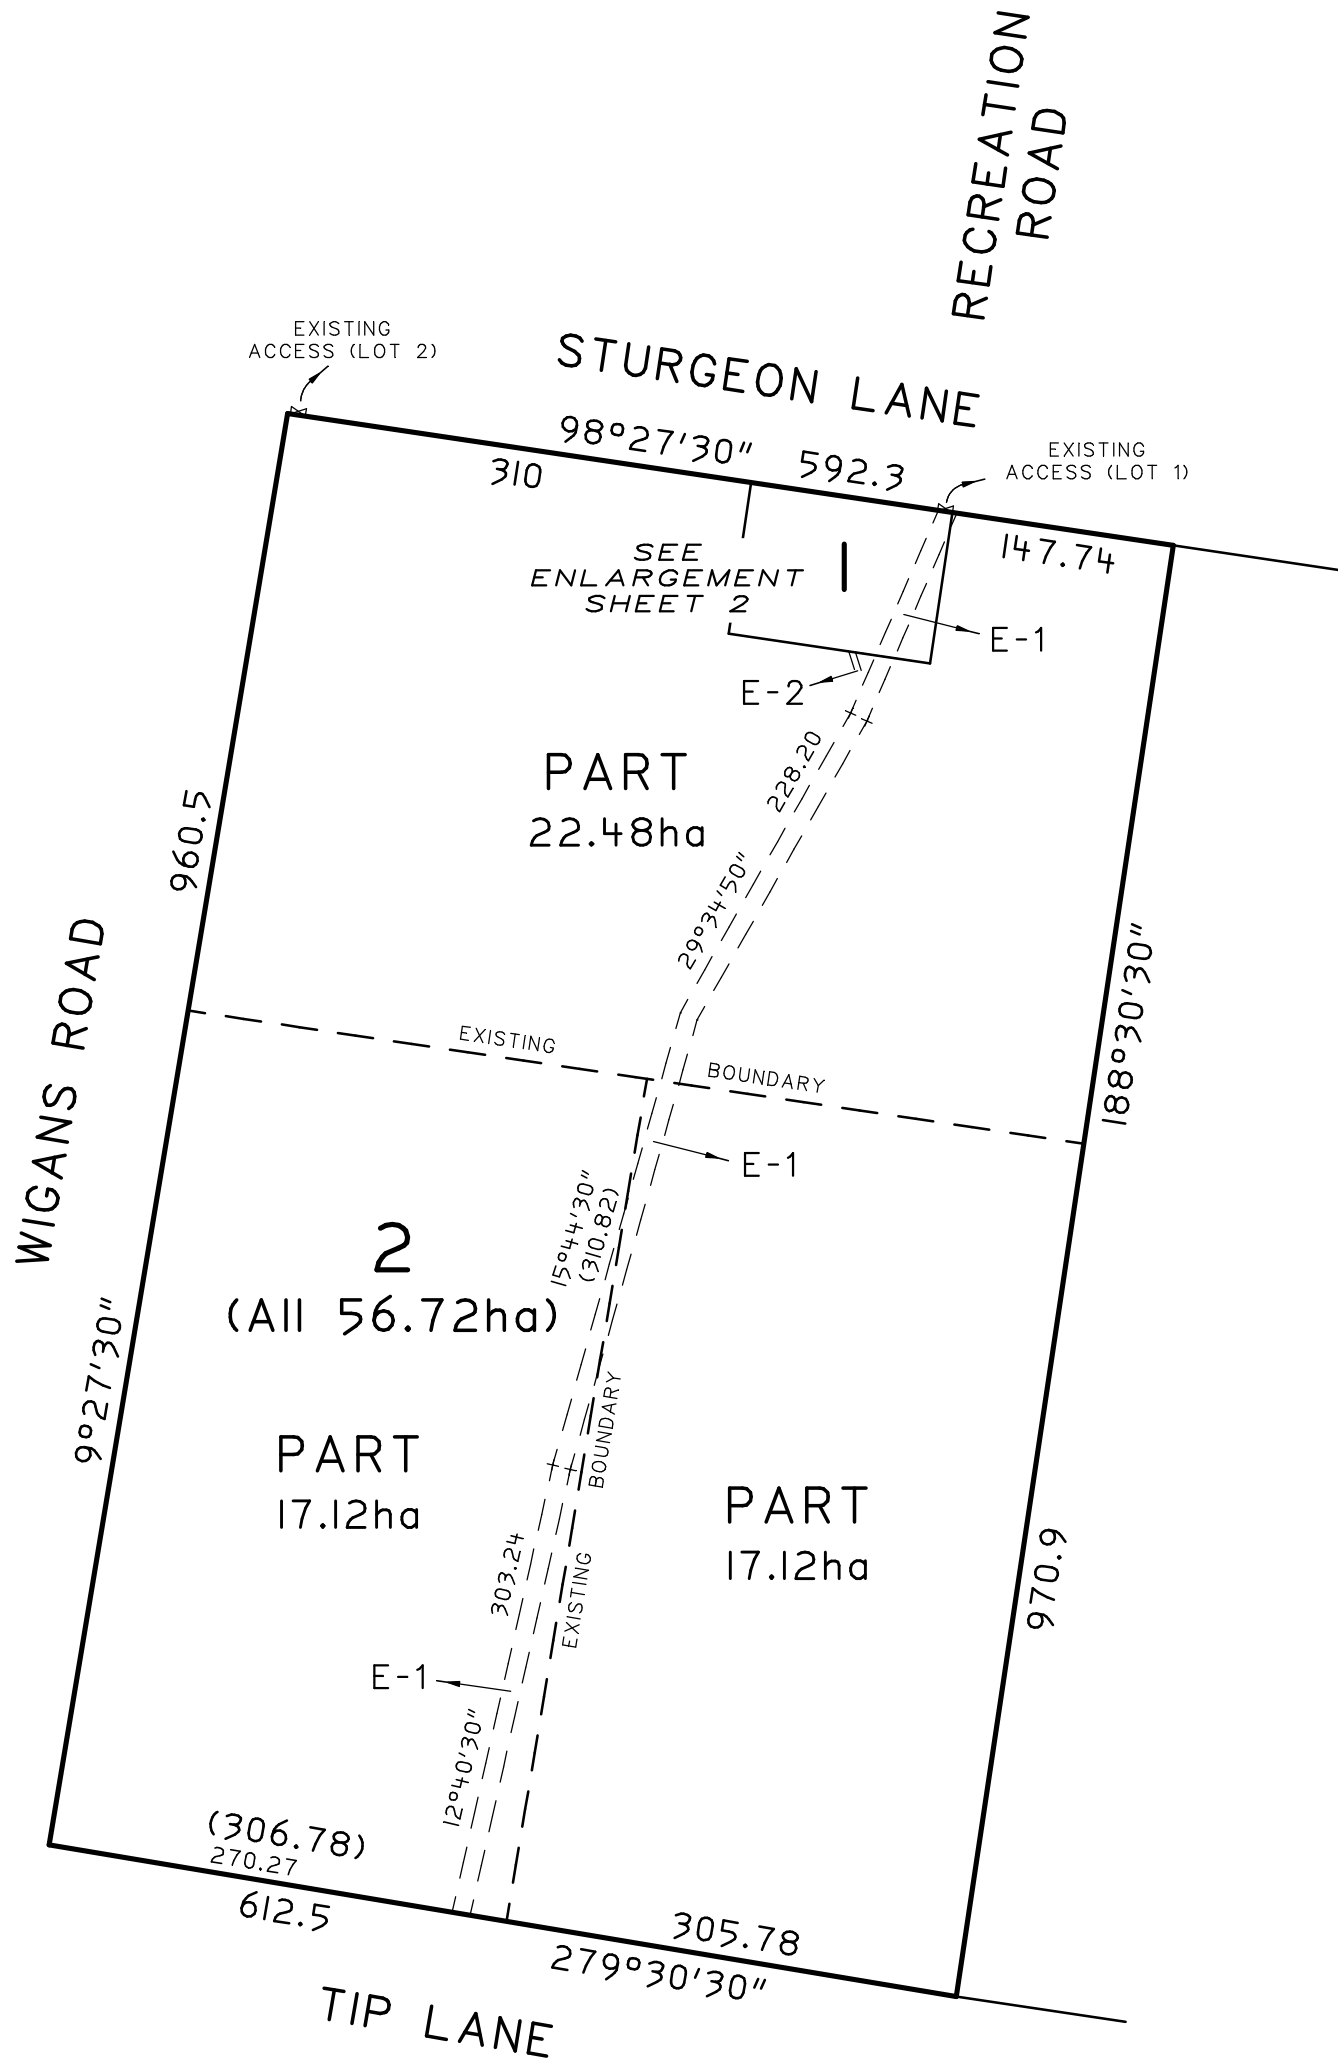 RECREATION
ROAD
EXISTING
ACCESS (LOT 2)
STURGEON LANE
98°27'30"
592.3
310
EXISTING
ACCESS (LOT 1)
147.74
SEE
ENLARGEMENT
SHEET 2
1
E-1
E-2
PART
22.48ha
228.20
29°34'50"
960.5
WIGANS ROAD
9°27'30"
188°30'30"
970.9
EXISTING
BOUNDARY
E-1
15°44'30"
(310.82)
2
(All 56.72ha)
BOUNDARY
EXISTING
PART
17.12ha
PART
17.12ha
303.24
E-1
12°40'30"
(306.78)
270.27
612.5
305.78
279°30'30"
TIP LANE